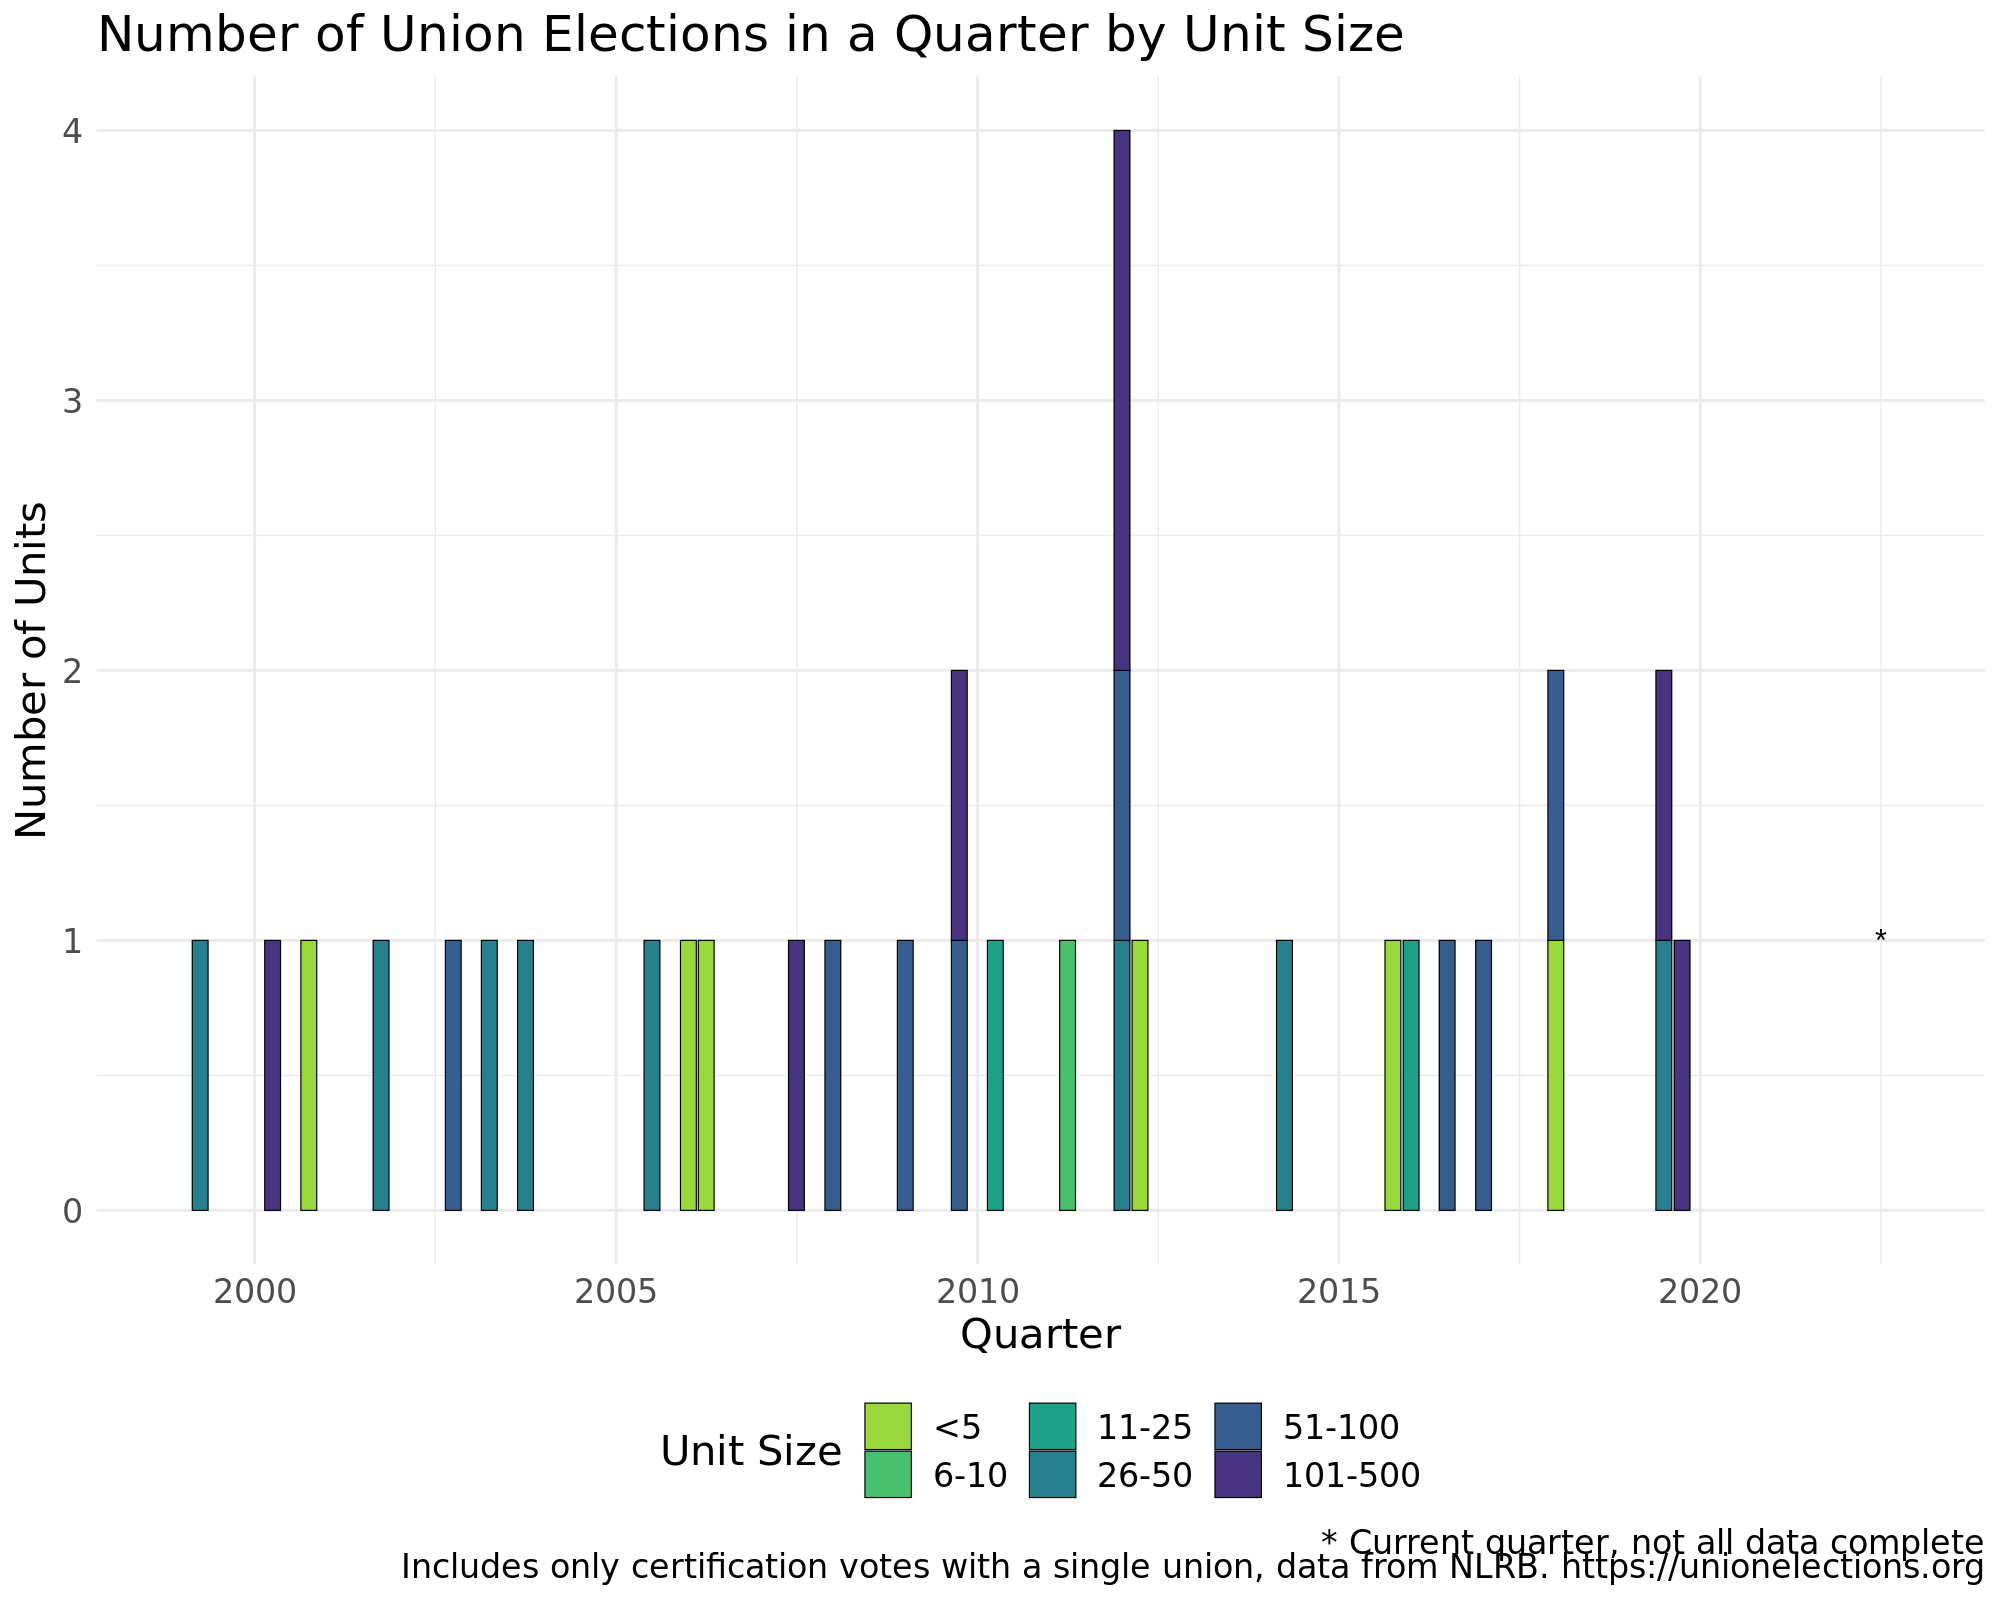 Number of Union Elections in a Quarter by Unit Size
Number of Units
4
3
2
1
0
*
2000 2005 2010 2015 2020
Quarter
Unit Size
<5 11-25 51-100
6-10 26-50 101-500
* Current quarter, not all data complete
Includes only certification votes with a single union, data from NLRB. https://unionelections.org